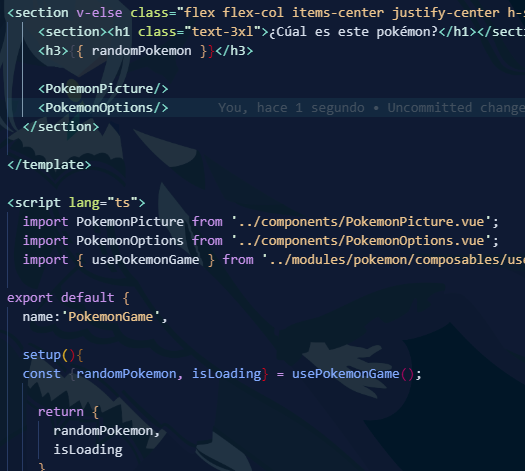 <section v-else class="flex flex-col items-center justify-center h-s
<section><h1 class="text-3xl">¿Cúal es este pokémon?</h1></secti
<h3>{{ randomPokemon }}</h3>
<PokemonPicture/>
<PokemonOptions/> You, hace 1 segundo • Uncommitted change
</section>
</template>
<script lang="ts">
import PokemonPicture from '../components/PokemonPicture.vue';
import PokemonOptions from '../components/PokemonOptions.vue';
import { usePokemonGame } from '../modules/pokemon/composables/use
export default {
name:'PokemonGame',
setup(){
const {randomPokemon, isLoading} = usePokemonGame();
return {
randomPokemon,
isLoading
}